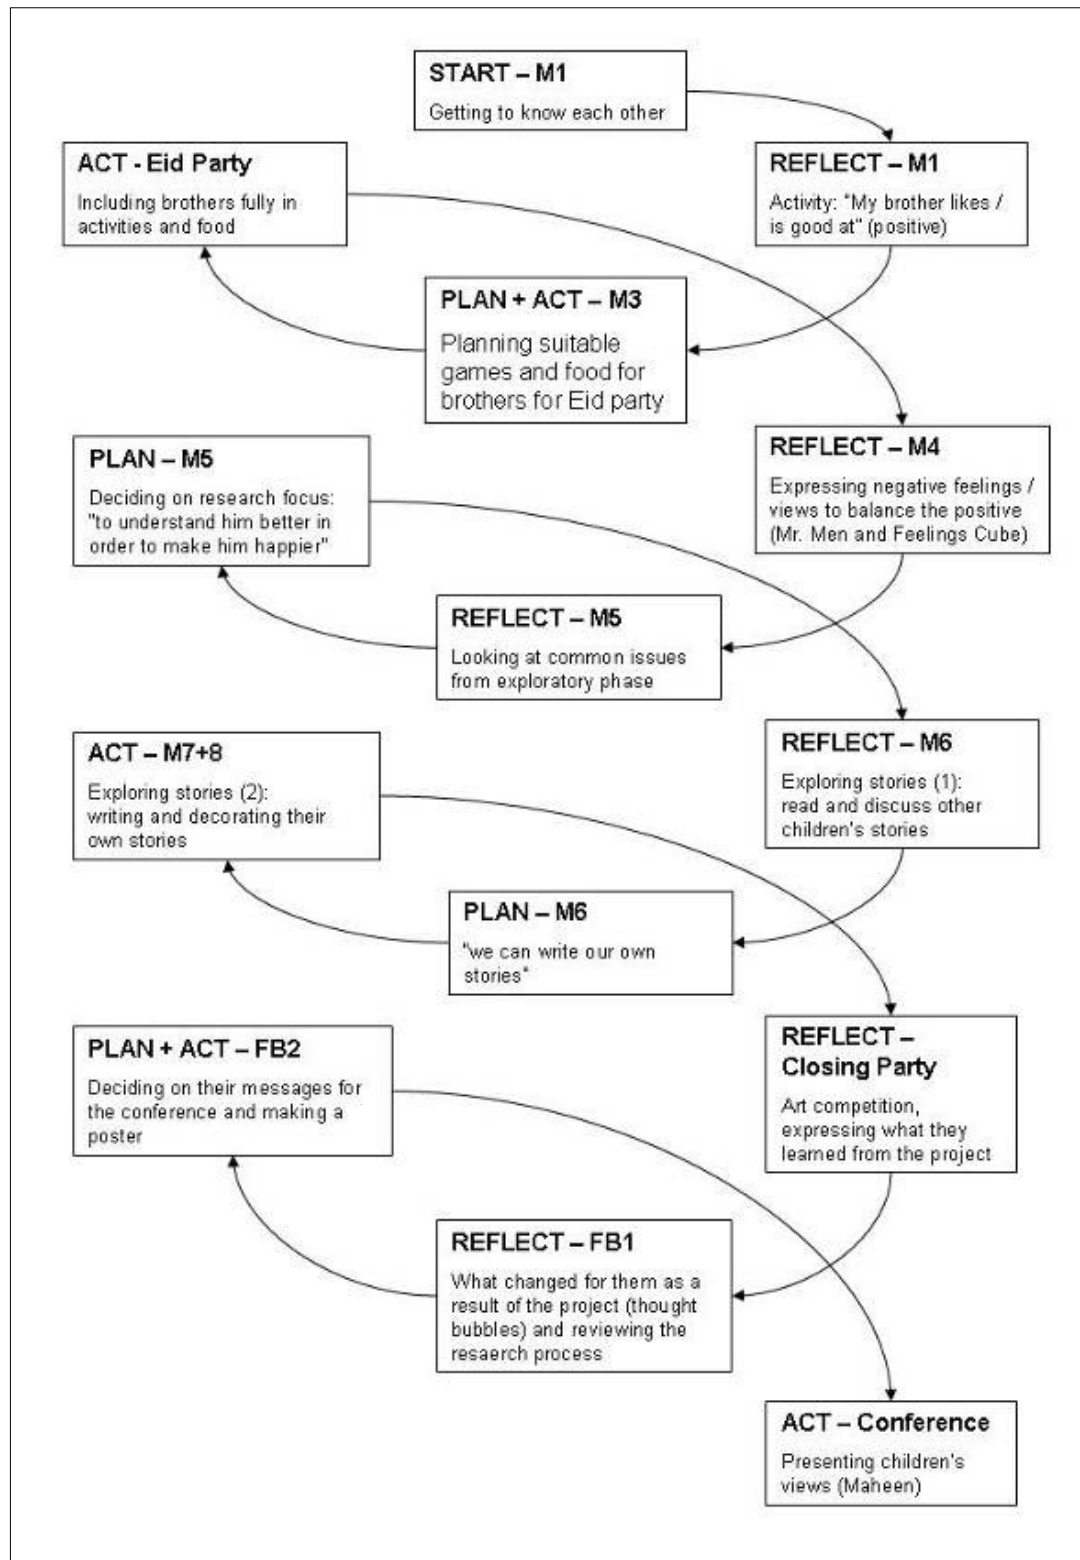 START – M1
Getting to know each other
REFLECT – M1
Activity: "My brother likes /
is good at" (positive)
ACT - Eid Party
Including brothers fully in
activities and food
PLAN + ACT – M3
Planning suitable
games and food for
brothers for Eid party
REFLECT – M4
Expressing negative feelings /
views to balance the positive
(Mr. Men and Feelings Cube)
PLAN – M5
Deciding on research focus:
"to understand him better in
order to make him happier"
REFLECT – M5
Looking at common issues
from exploratory phase
REFLECT – M6
Exploring stories (1):
read and discuss other
children's stories
ACT – M7+8
Exploring stories (2):
writing and decorating their
own stories
PLAN – M6
"we can write our own
stories"
REFLECT –
Closing Party
Art competition,
expressing what they
learned from the project
PLAN + ACT – FB2
Deciding on their messages for
the conference and making a
poster
REFLECT – FB1
What changed for them as a
result of the project (thought
bubbles) and reviewing the
resaerch process
ACT – Conference
Presenting children's
views (Maheen)